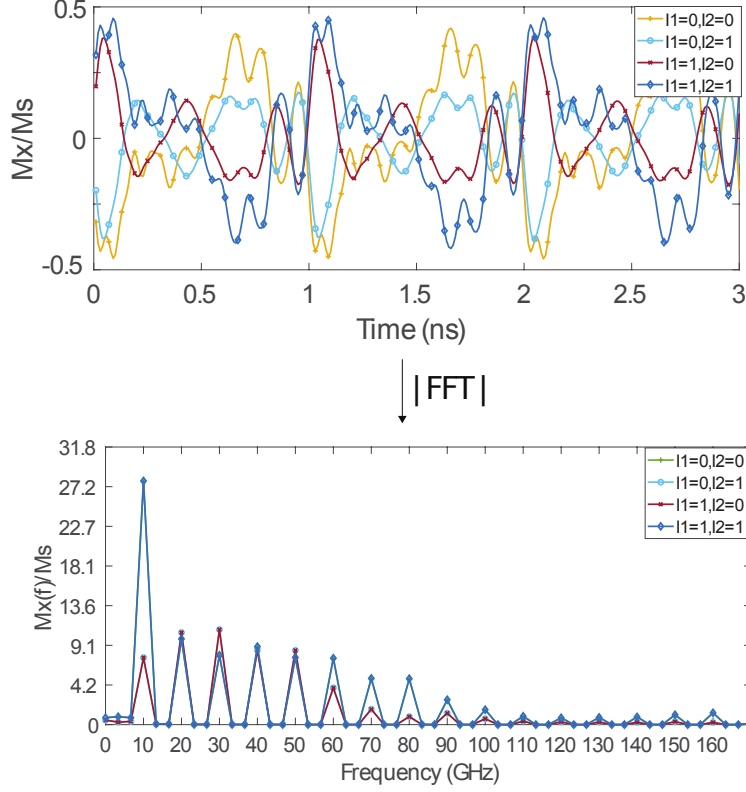 0.5
0
-0.5
Mx/Ms
I1=0,I2=0
I1=0,I2=1
I1=1,I2=0
I1=1,I2=1
0 0.5 1 1.5 2 2.5 3
Time (ns)
|FFT|
31.8
27.2
22.7
18.1
13.6
9.1
4.2
0
Mx(f)/Ms
I1=0,I2=0
I1=0,I2=1
I1=1,I2=0
I1=1,I2=1
0 10 20 30 40 50 60 70 80 90 100 110 120 130 140 150 160
Frequency (GHz)